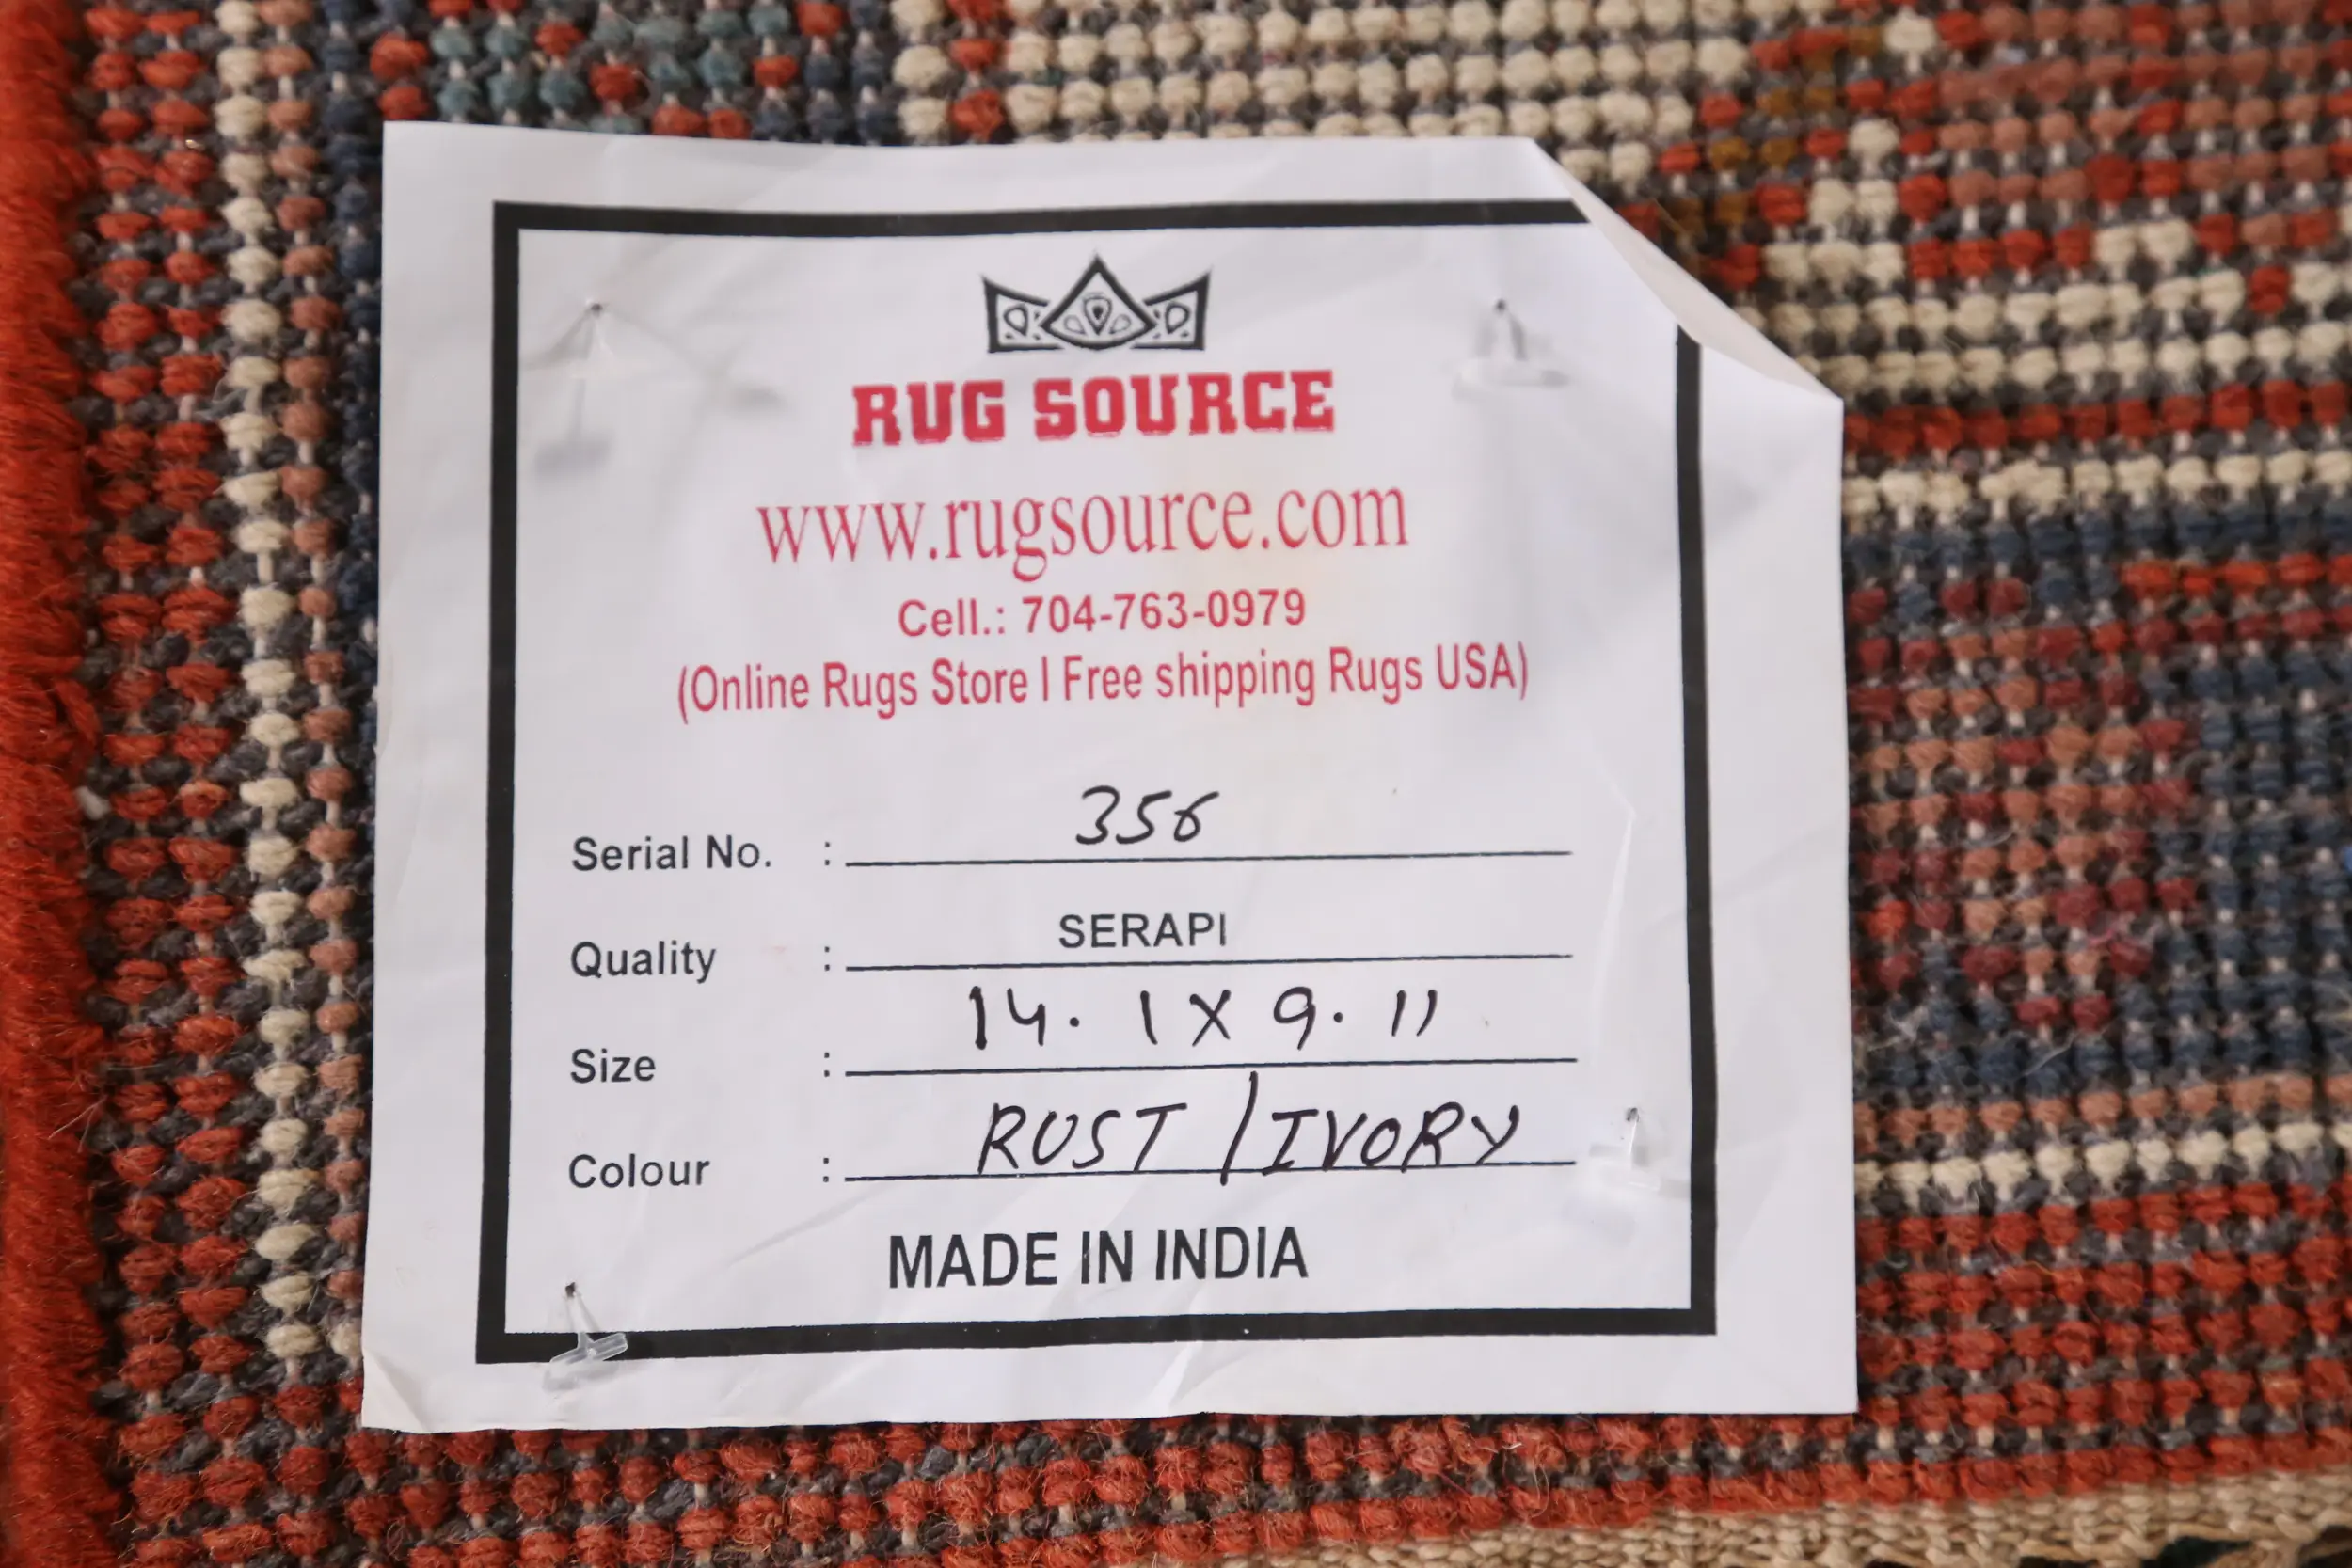 RUG SOURCE
www.rugsource.com
Cell.: 704-763-0979
(Online Rugs Store I Free shipping Rugs USA)
Serial No. : 356
Quality : SERAPI
Size : 14. 1 X 9. 11
Colour : RUST / IVORY
MADE IN INDIA